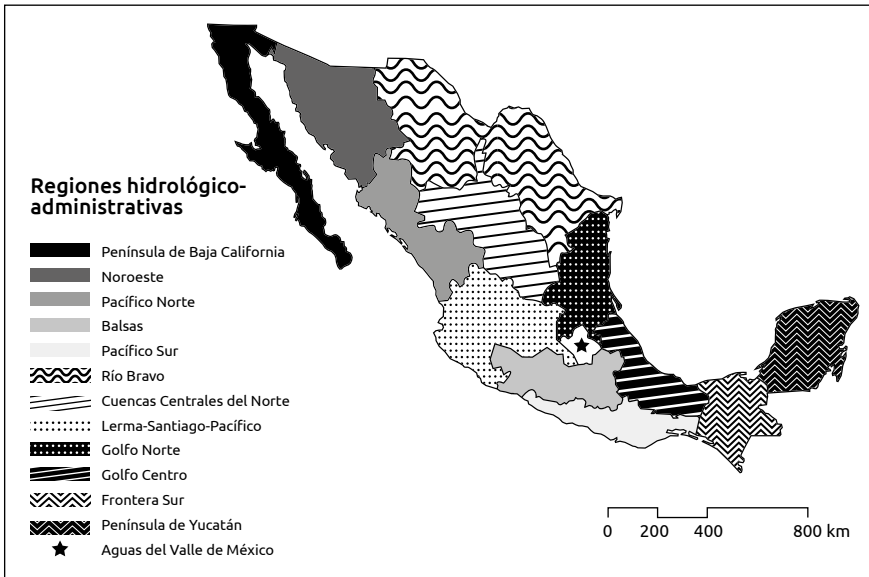 Regiones hidrológico-
administrativas
Península de Baja California
Noroeste
Pacífico Norte
Balsas
Pacífico Sur
Río Bravo
Cuencas Centrales del Norte
Lerma-Santiago-Pacífico
Golfo Norte
Golfo Centro
Frontera Sur
Península de Yucatán
Aguas del Valle de México
0 200 400 800 km